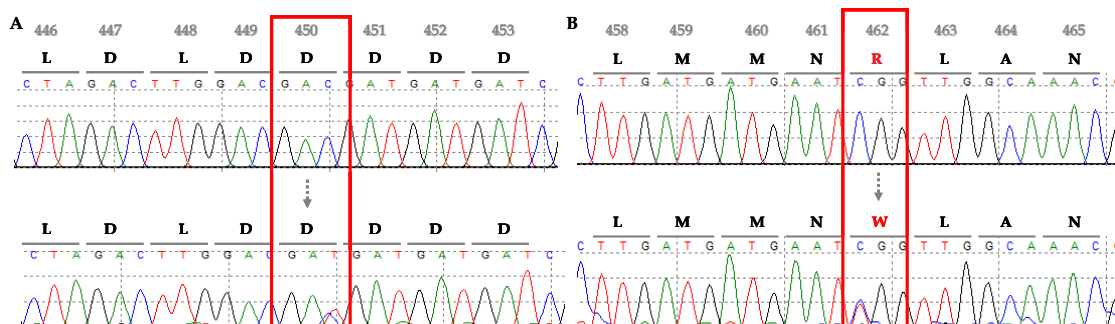 A
446 447 448 449 450 451 452 453
L D L D D D D D
C T A G A C T T G G A C G A C G A T G A T G A T C
L D L D D D D D
C T A G A C T T G G A C G A T G A T G A T G A T C
B
458 459 460 461 462 463 464 465
L M M N R L A N
C T T G A T G A T G A A T C G G T T G G C A A A C
L M M N W L A N
C T T G A T G A T G A A T C G G T T G G C A A A C